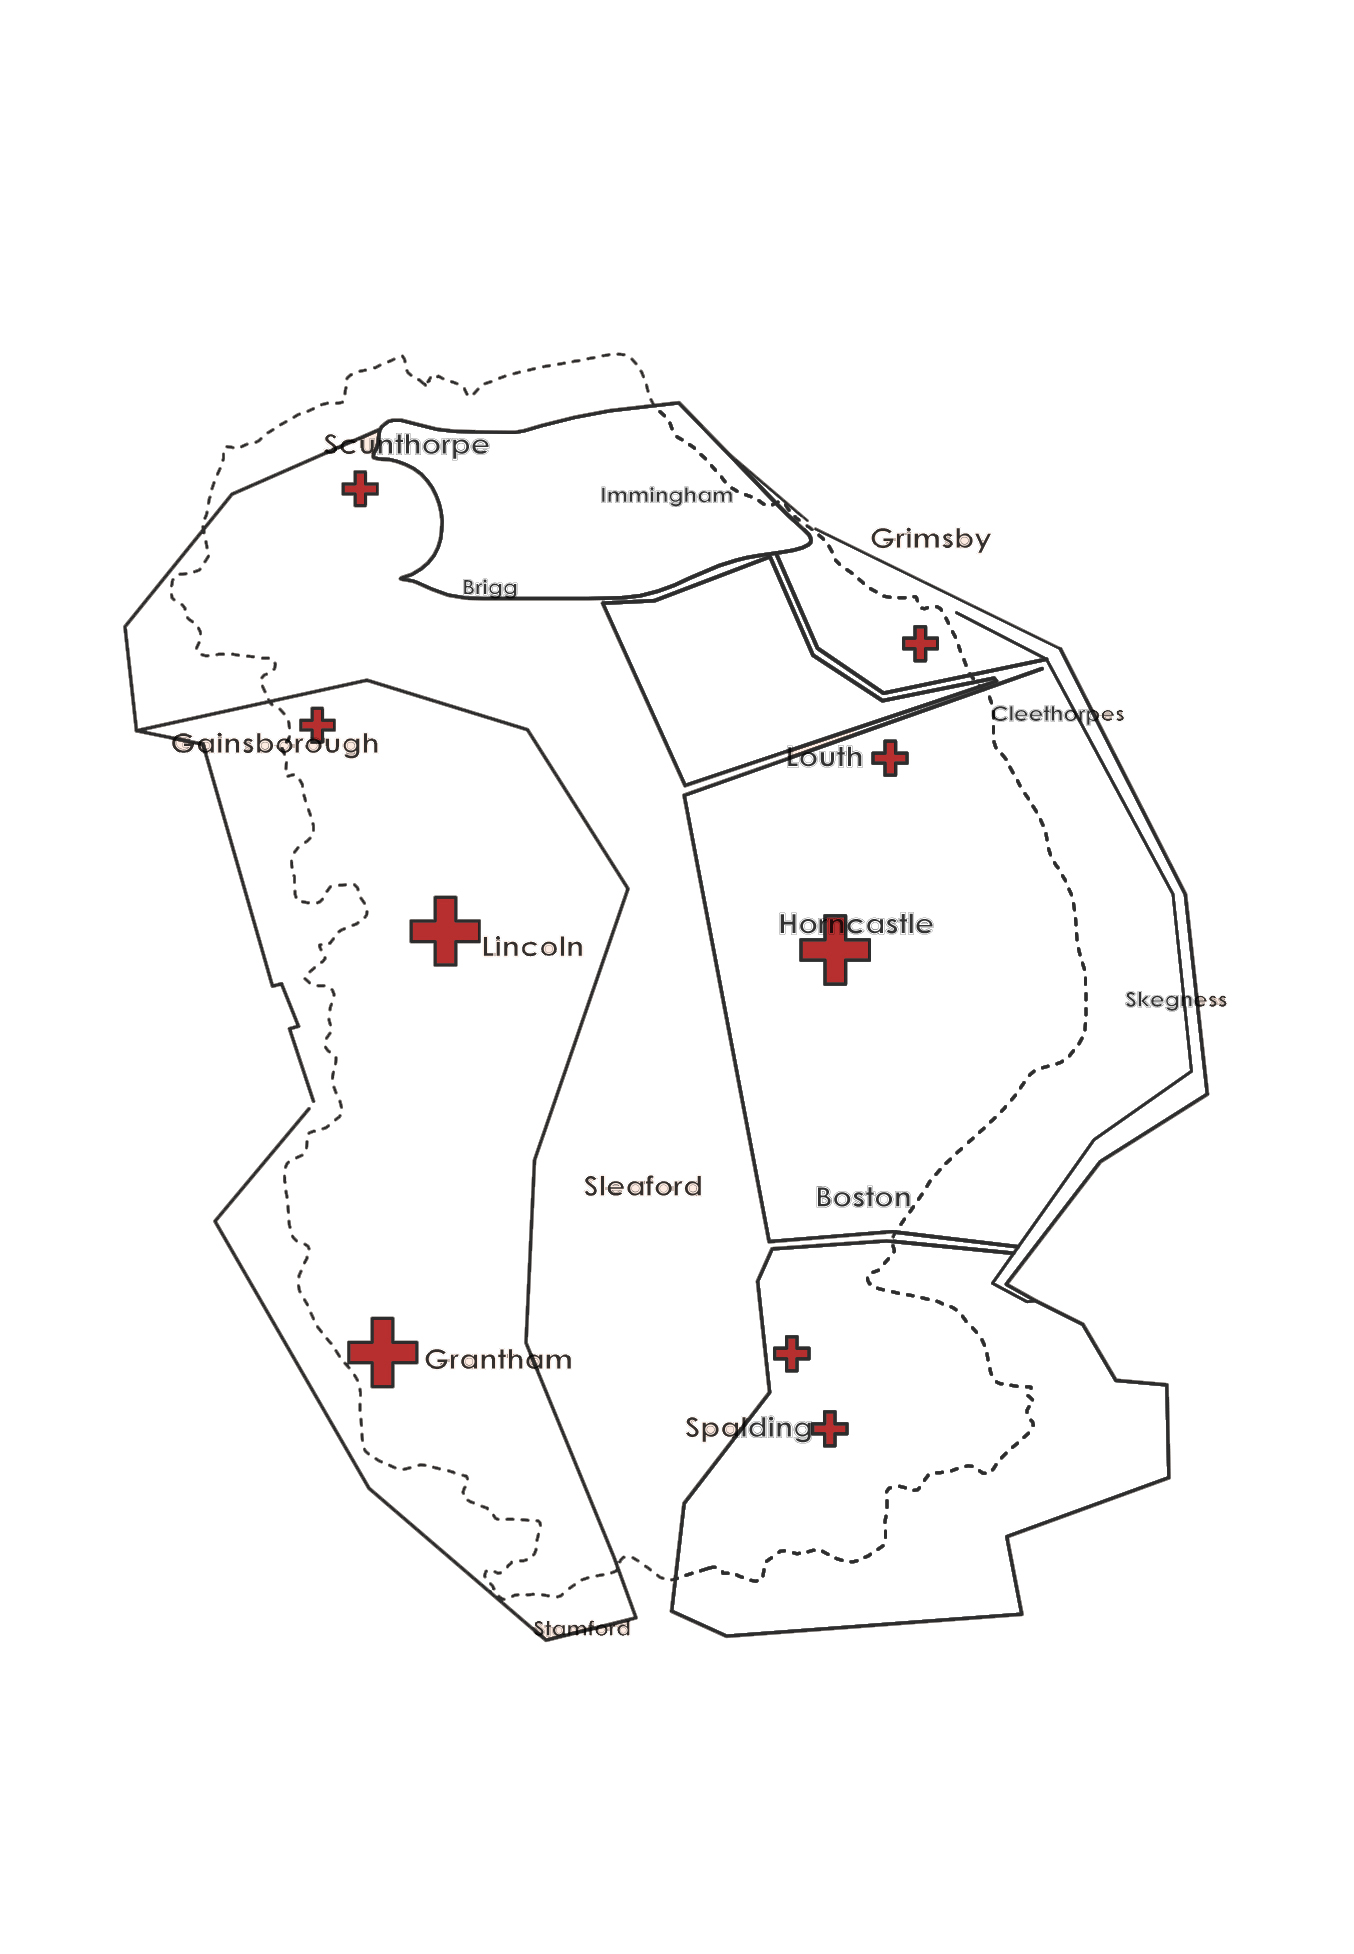 Scunthorpe
Immingham
Grimsby
Brigg
Cleethorpes
Gainsborough
Louth
Horncastle
Lincoln
Skegness
Sleaford
Boston
Grantham
Spalding
Stamford